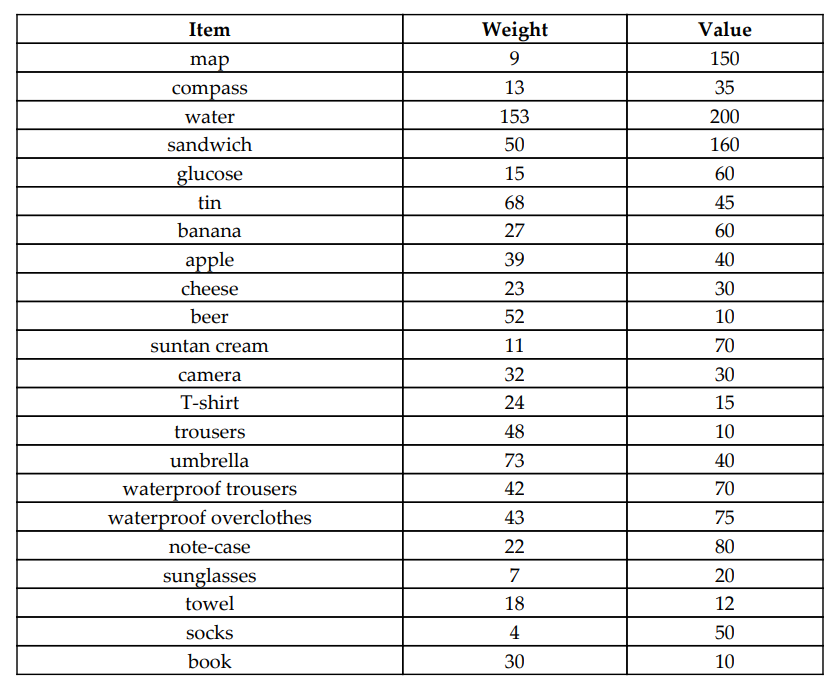 Item Weight Value
map 9 150
compass 13 35
water 153 200
sandwich 50 160
glucose 15 60
tin 68 45
banana 27 60
apple 39 40
cheese 23 30
beer 52 10
suntan cream 11 70
camera 32 30
T-shirt 24 15
trousers 48 10
umbrella 73 40
waterproof trousers 42 70
waterproof overclothes 43 75
note-case 22 80
sunglasses 7 20
towel 18 12
socks 4 50
book 30 10